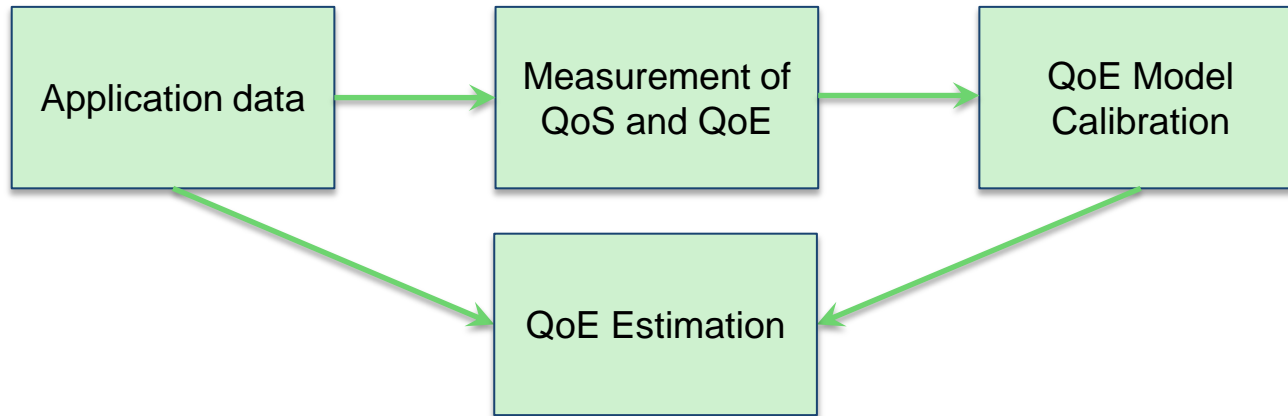 Application data
Measurement of
QoS and QoE
QoE Model
Calibration
QoE Estimation